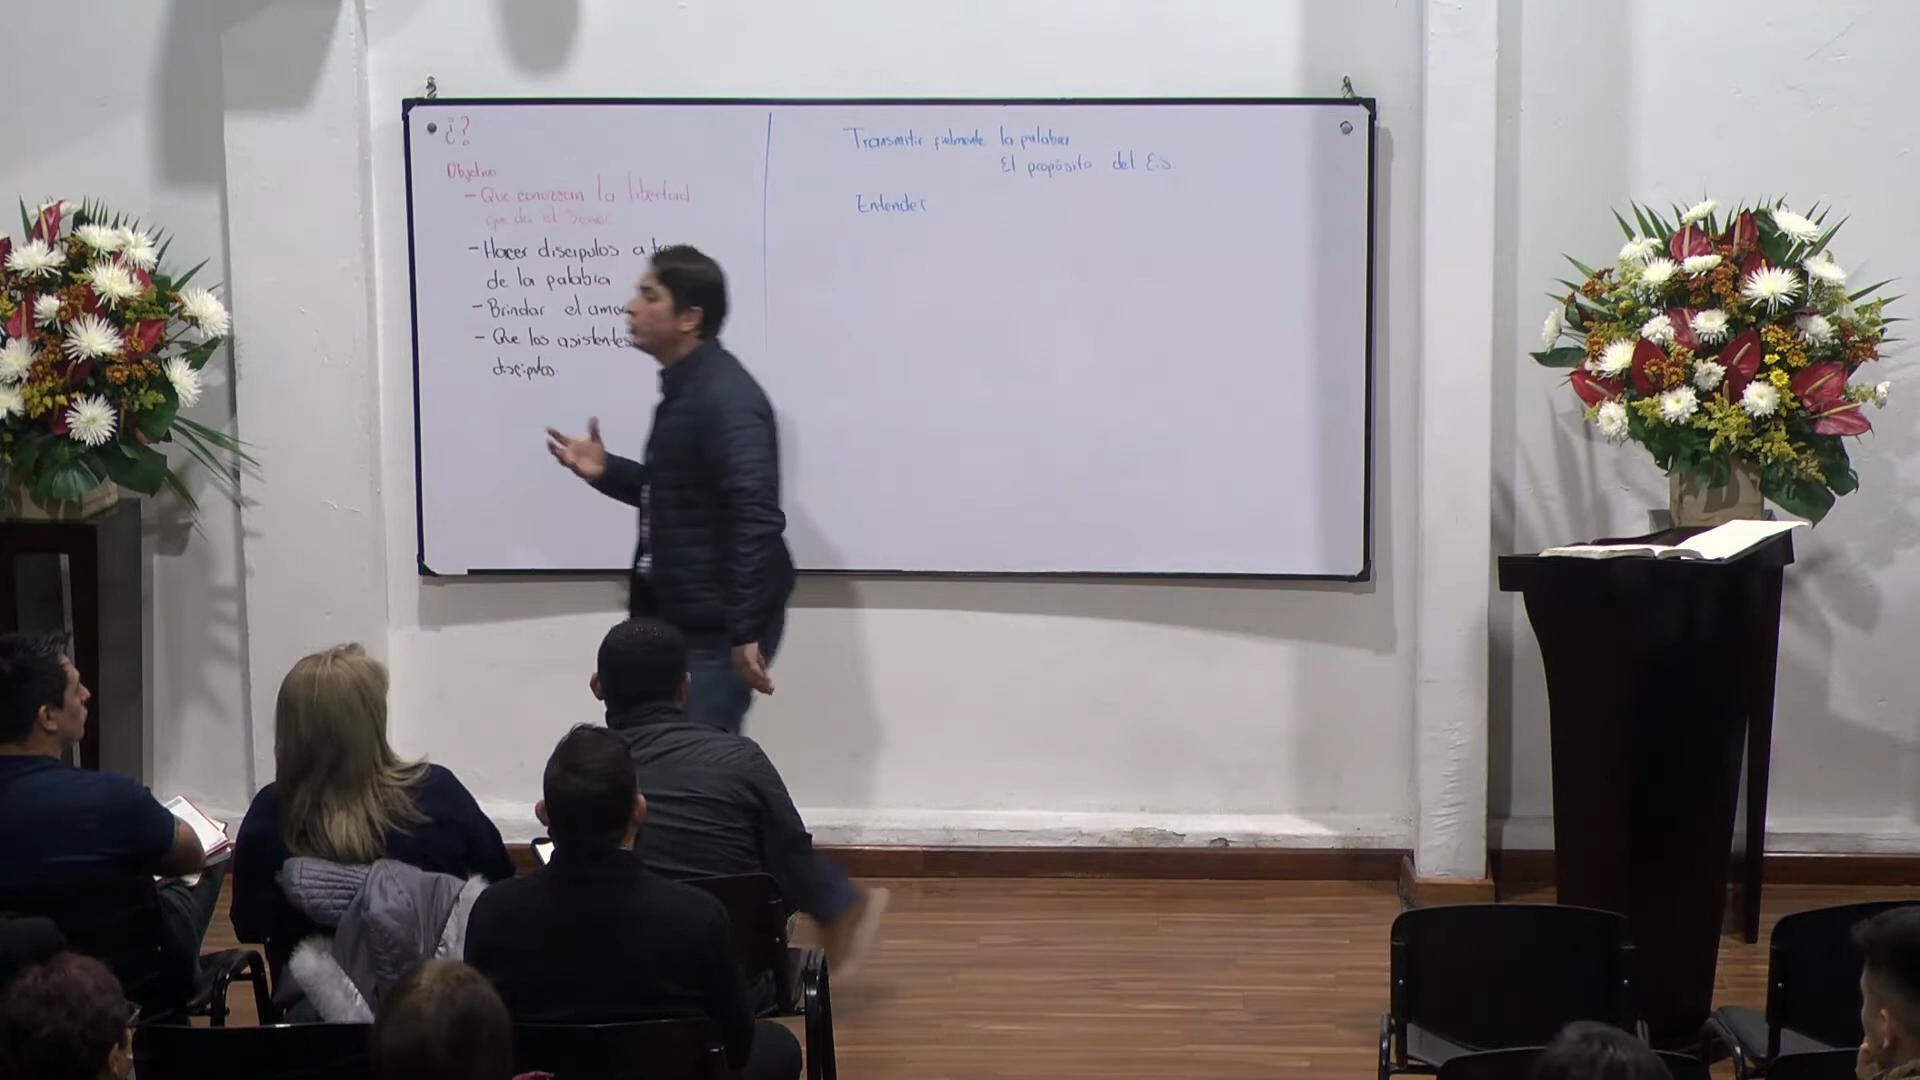 ¿?
Objetivo
- Que conozcan la libertad
que da el Señor
- Hacer discipulos a
de la palabra
- Brindar el amor
- Que los asistentes
discipulos.
Transmitir fielmente la palabra
El propósito del E.S.
Entender